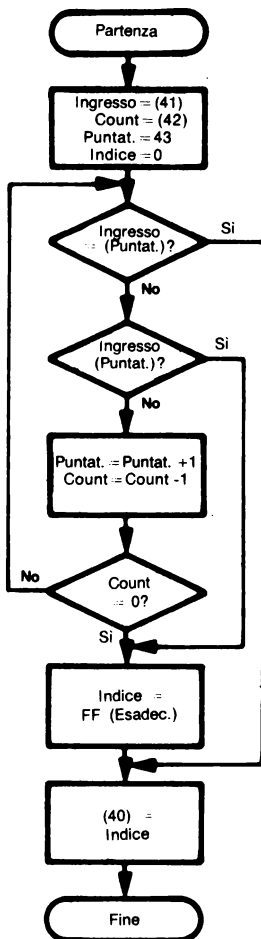 Partenza
Ingresso = (41)
Count = (42)
Puntat. = 43
Indice = 0
Ingresso
= (Puntat.)?
Si
No
Ingresso
(Puntat.)?
Si
No
Puntat. = Puntat. +1
Count = Count -1
Count
= 0?
No
Si
Indice =
FF (Esadec.)
(40) =
Indice
Fine